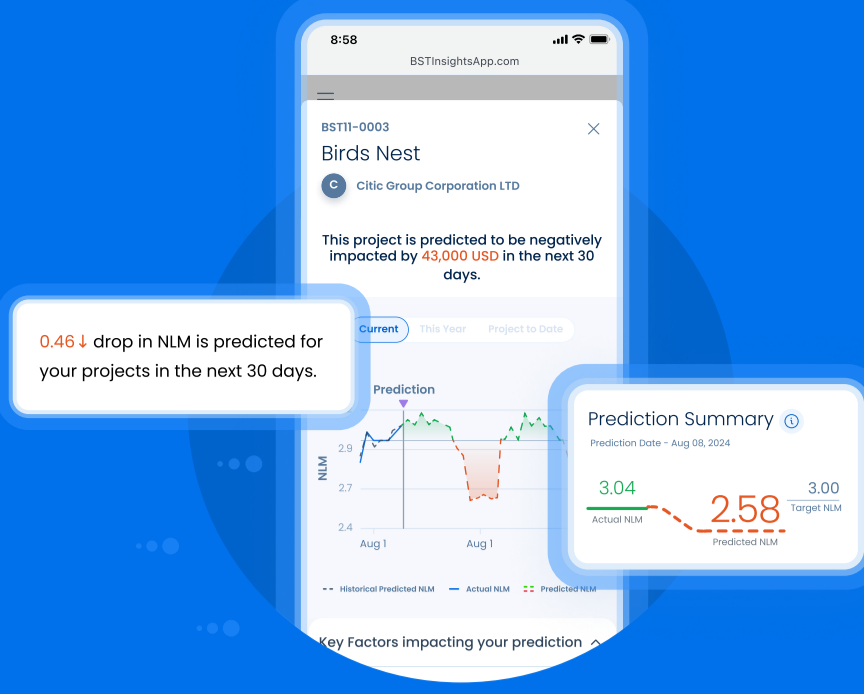 8:58
BSTInsightsApp.com
BST11-0003
Birds Nest
C
Citic Group Corporation LTD
This project is predicted to be negatively
impacted by 43,000 USD in the next 30
days.
0.46↓ drop in NLM is predicted for
your projects in the next 30 days.
Current This Year Project to Date
Prediction
NLM
2.9
2.7
2.4
Aug 1 Aug 1
Historical Predicted NLM Actual NLM Predicted NLM
Key Factors impacting your prediction
Prediction Summary
Prediction Date - Aug 08, 2024
3.04
Actual NLM
2.58
Predicted NLM
3.00
Target NLM